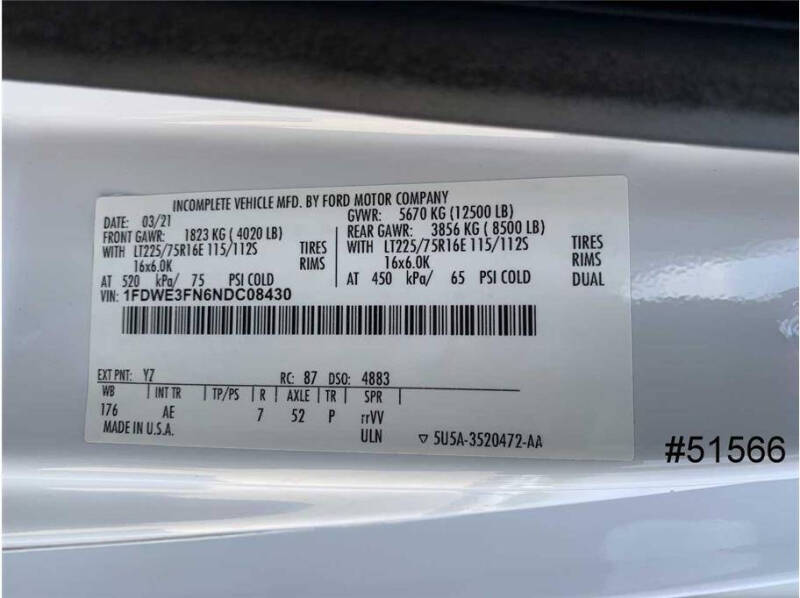 INCOMPLETE VEHICLE MFD. BY FORD MOTOR COMPANY
DATE: 03/21 GVWR: 5670 KG (12500 LB)
FRONT GAWR: 1823 KG ( 4020 LB) REAR GAWR: 3856 KG ( 8500 LB)
WITH LT225/75R16E 115/112S TIRES WITH LT225/75R16E 115/112S TIRES
16x6.0K RIMS 16x6.0K RIMS
AT 520 kPa/ 75 PSI COLD AT 450 kPa/ 65 PSI COLD DUAL
VIN: 1FDWE3FN6NDC08430
EXT PNT: YZ RC: 87 DSO: 4883
WB INT TR TP/PS R AXLE TR SPR
176 AE 7 52 P rrVV
MADE IN U.S.A. ULN ▽ 5U5A-3520472-AA
#51566